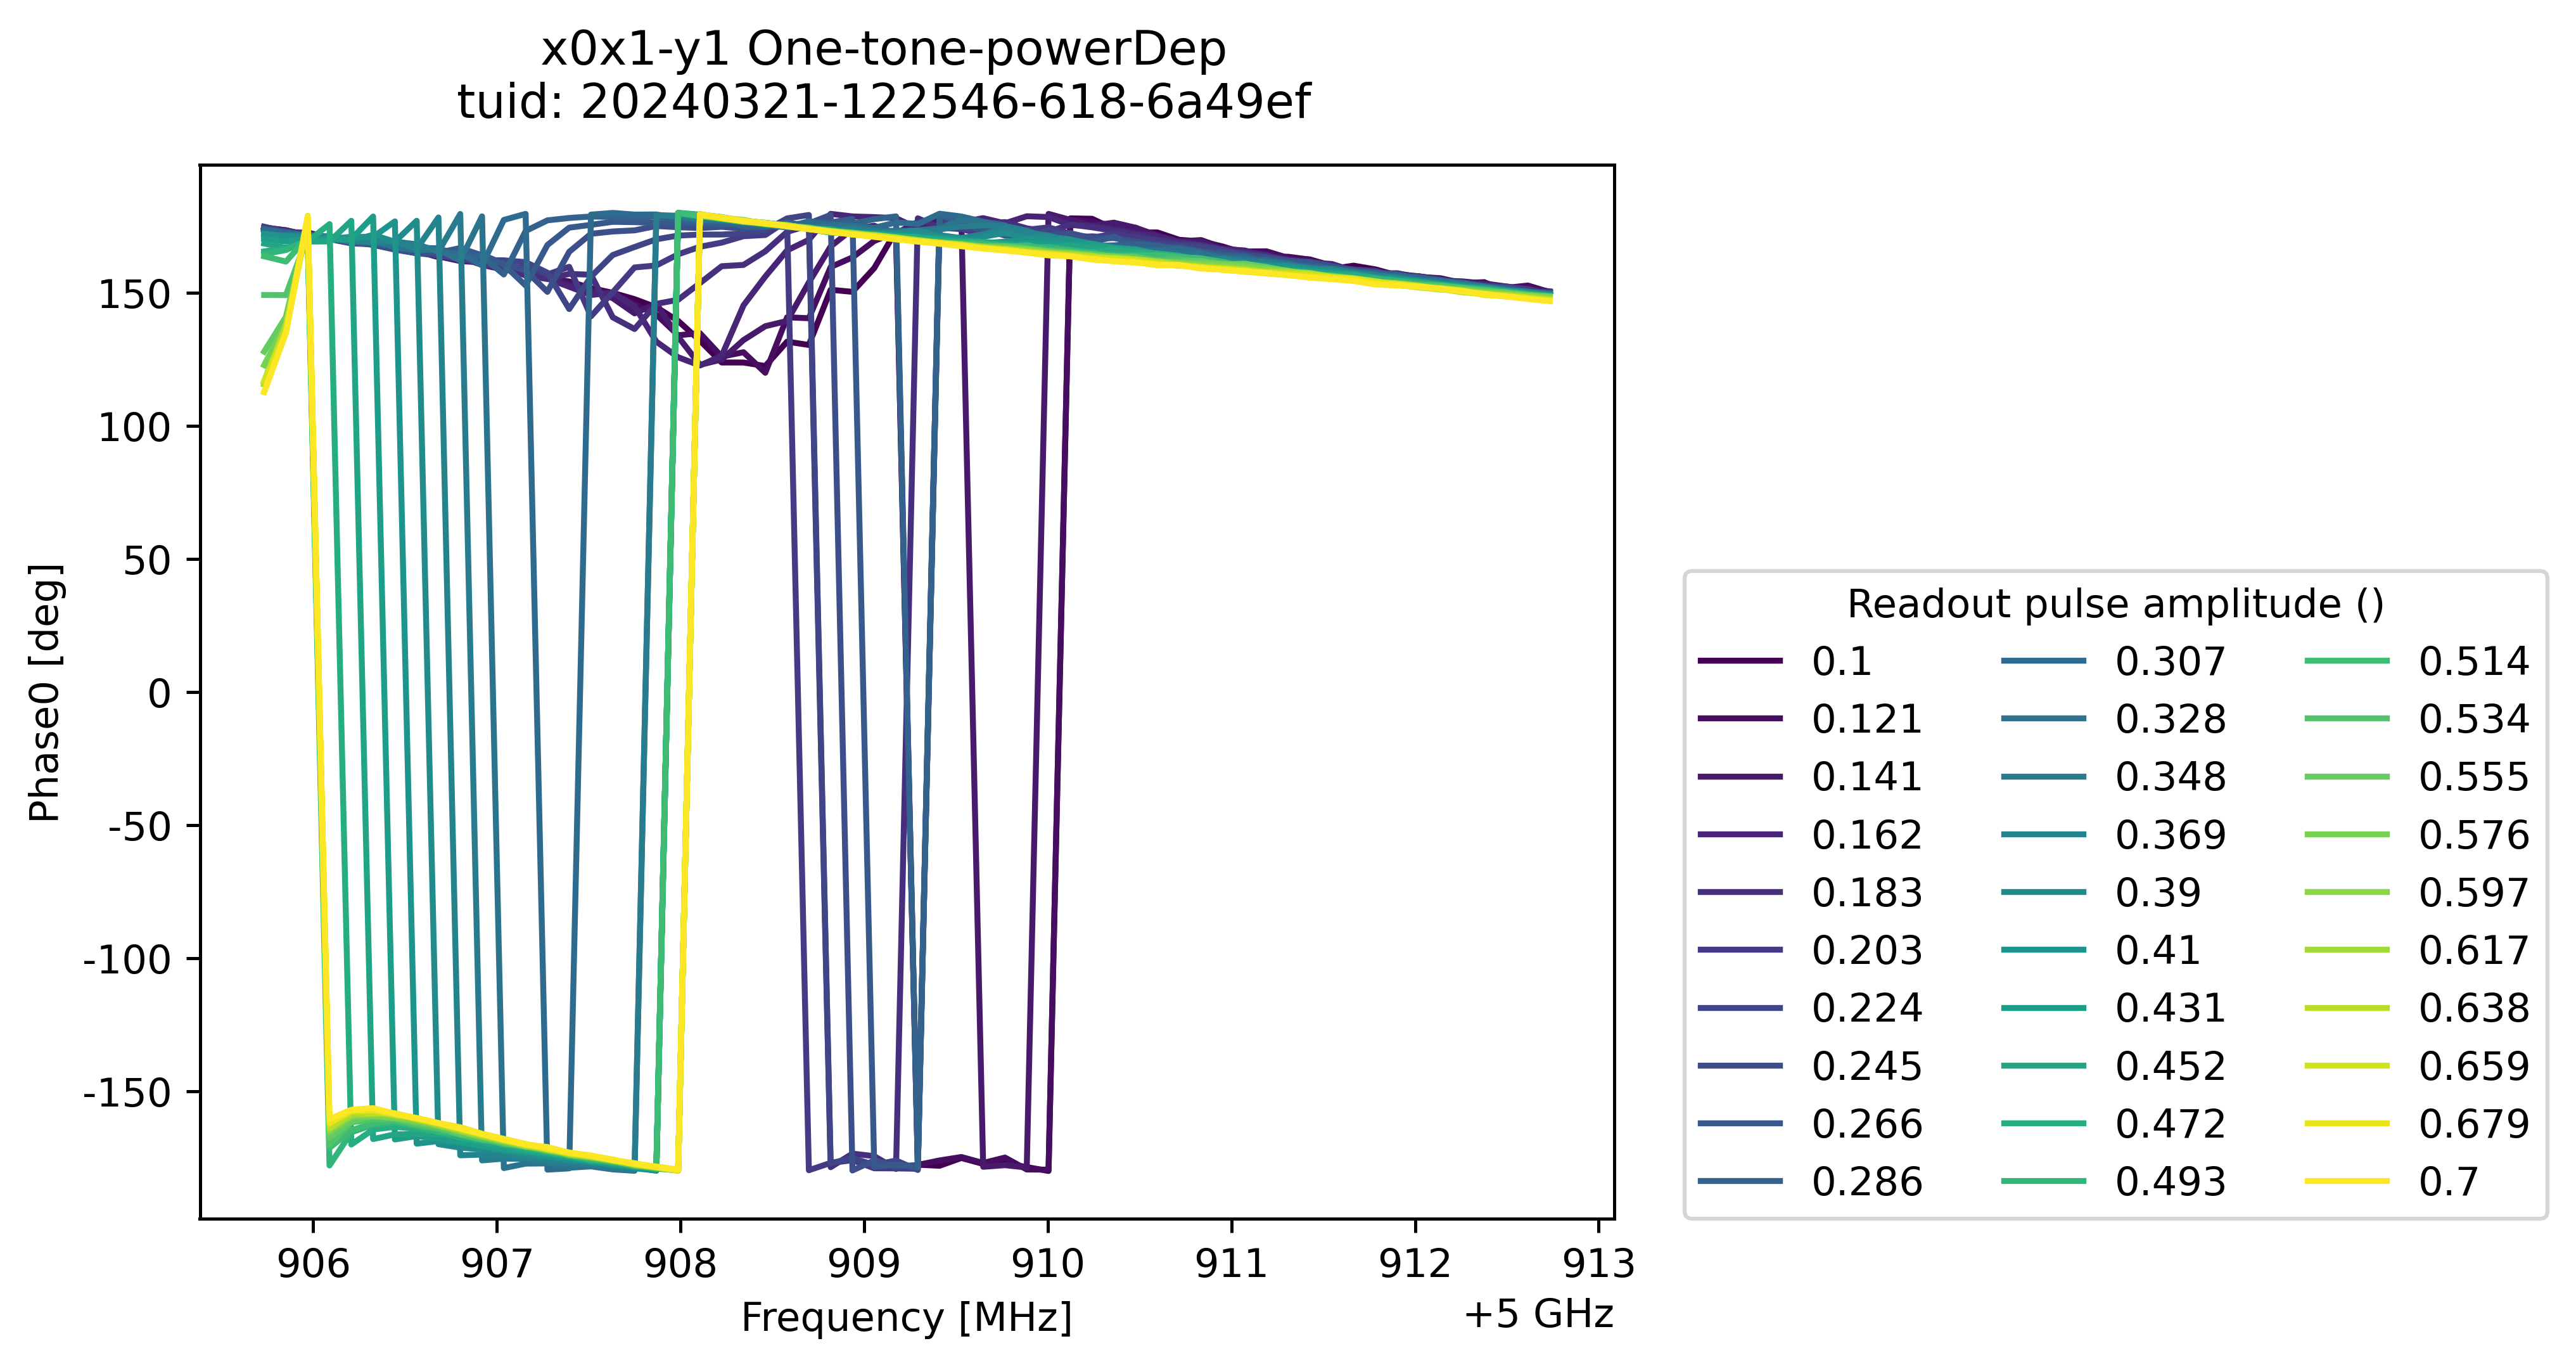 x0x1-y1 One-tone-powerDep
tuid: 20240321-122546-618-6a49ef
Phase0 [deg]
150
100
50
0
-50
-100
-150
906 907 908 909 910 911 912 913
Frequency [MHz]
+5 GHz
Readout pulse amplitude ()
0.1 0.307 0.514
0.121 0.328 0.534
0.141 0.348 0.555
0.162 0.369 0.576
0.183 0.39 0.597
0.203 0.41 0.617
0.224 0.431 0.638
0.245 0.452 0.659
0.266 0.472 0.679
0.286 0.493 0.7